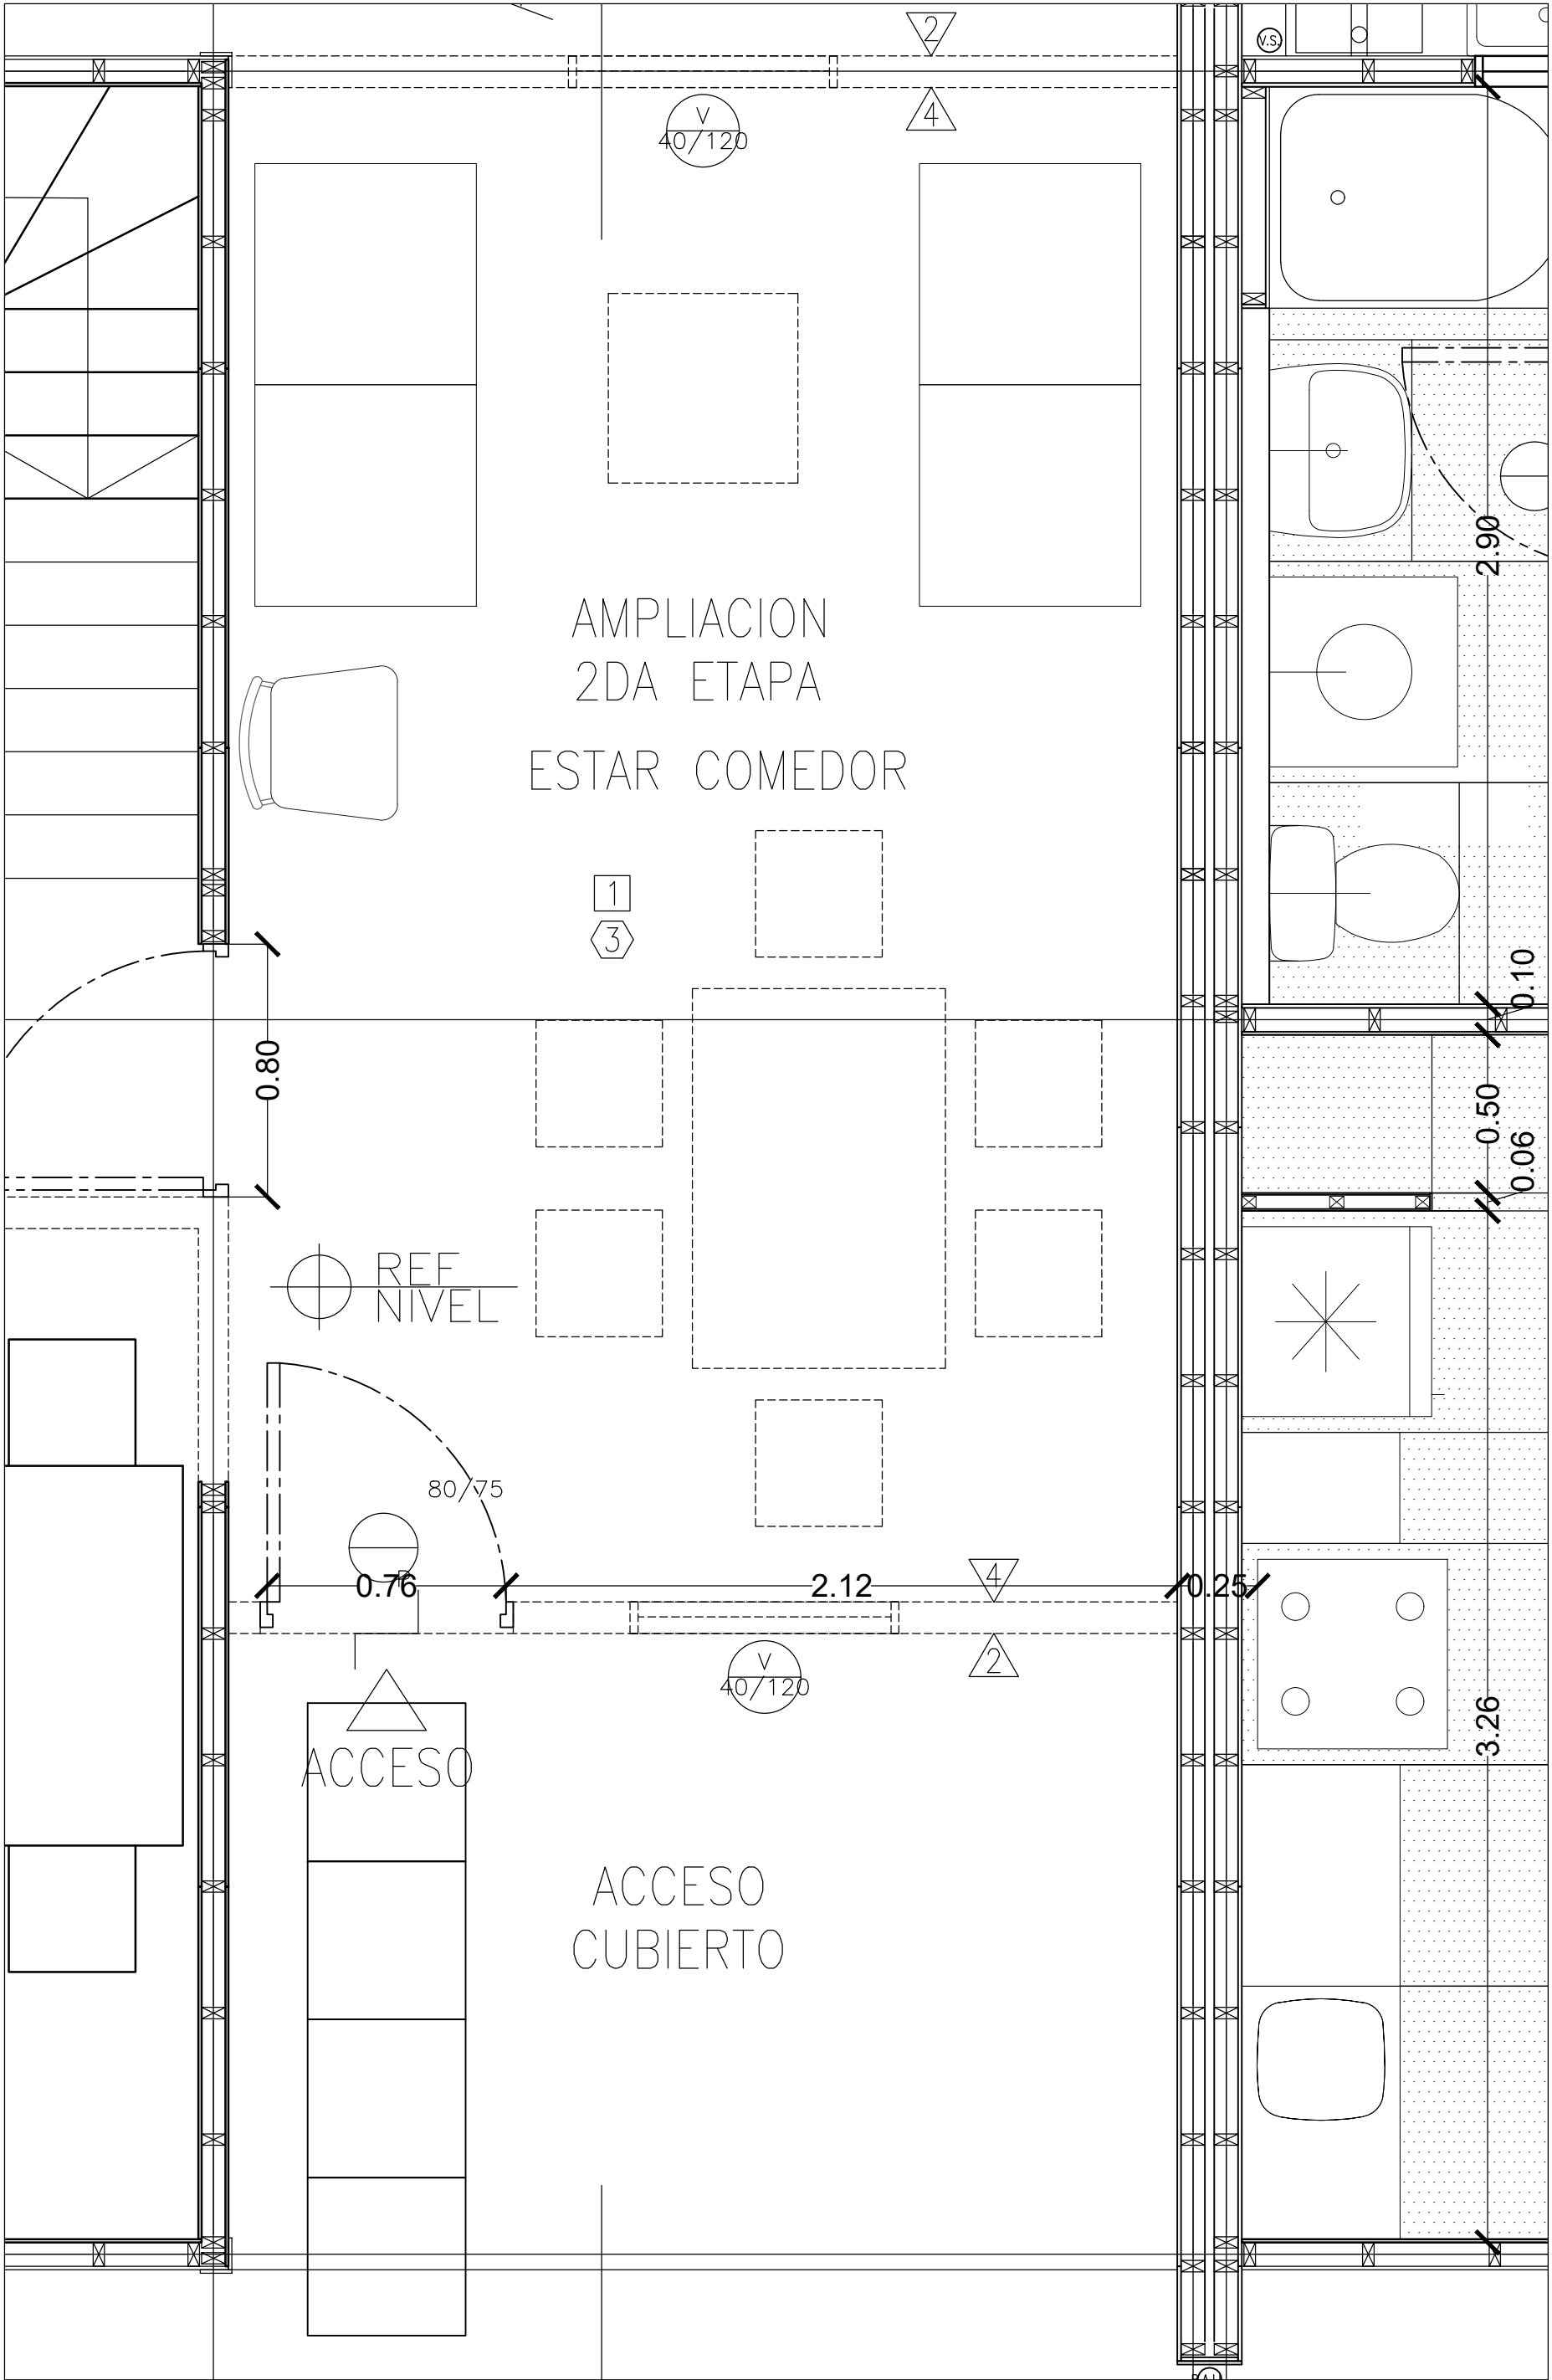 2
V.S.
4
V
40/120
2.90
AMPLIACION
2DA ETAPA
ESTAR COMEDOR
1
3
0.10
0.80
0.50
0.06
REF
NIVEL
80/75
P
0.76
2.12
4
0.25
V
40/120
2
3.26
ACCESO
ACCESO
CUBIERTO